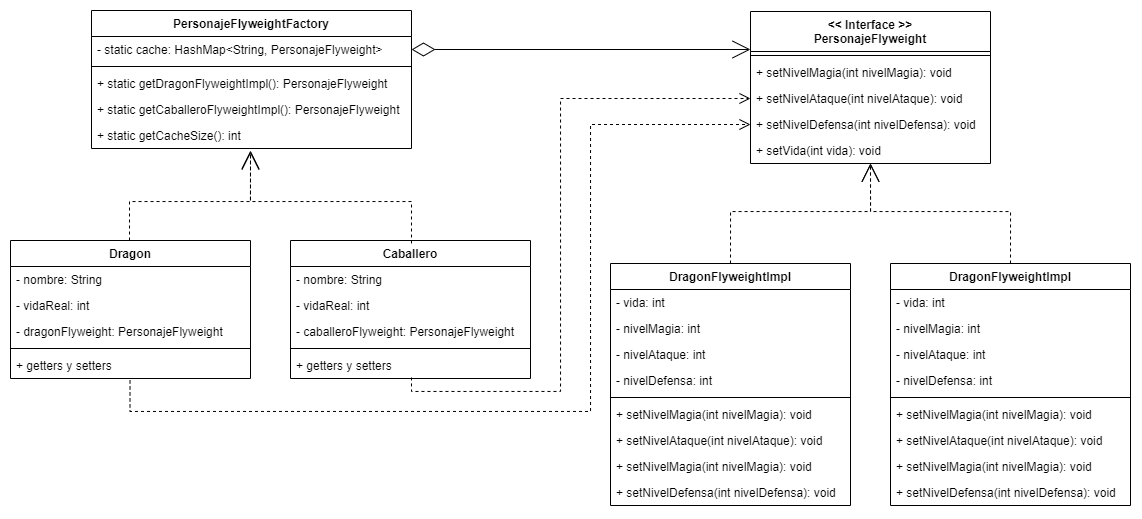 PersonajeFlyweightFactory
- static cache: HashMap<String, PersonajeFlyweight>
+ static getDragonFlyweightImpl(): PersonajeFlyweight
+ static getCaballeroFlyweightImpl(): PersonajeFlyweight
+ static getCacheSize(): int
<< Interface >>
PersonajeFlyweight
+ setNivelMagia(int nivelMagia): void
+ setNivelAtaque(int nivelAtaque): void
+ setNivelDefensa(int nivelDefensa): void
+ setVida(int vida): void
Dragon
- nombre: String
- vidaReal: int
- dragonFlyweight: PersonajeFlyweight
+ getters y setters
Caballero
- nombre: String
- vidaReal: int
- caballeroFlyweight: PersonajeFlyweight
+ getters y setters
DragonFlyweightImpl
- vida: int
- nivelMagia: int
- nivelAtaque: int
- nivelDefensa: int
+ setNivelMagia(int nivelMagia): void
+ setNivelAtaque(int nivelAtaque): void
+ setNivelMagia(int nivelMagia): void
+ setNivelDefensa(int nivelDefensa): void
DragonFlyweightImpl
- vida: int
- nivelMagia: int
- nivelAtaque: int
- nivelDefensa: int
+ setNivelMagia(int nivelMagia): void
+ setNivelAtaque(int nivelAtaque): void
+ setNivelMagia(int nivelMagia): void
+ setNivelDefensa(int nivelDefensa): void